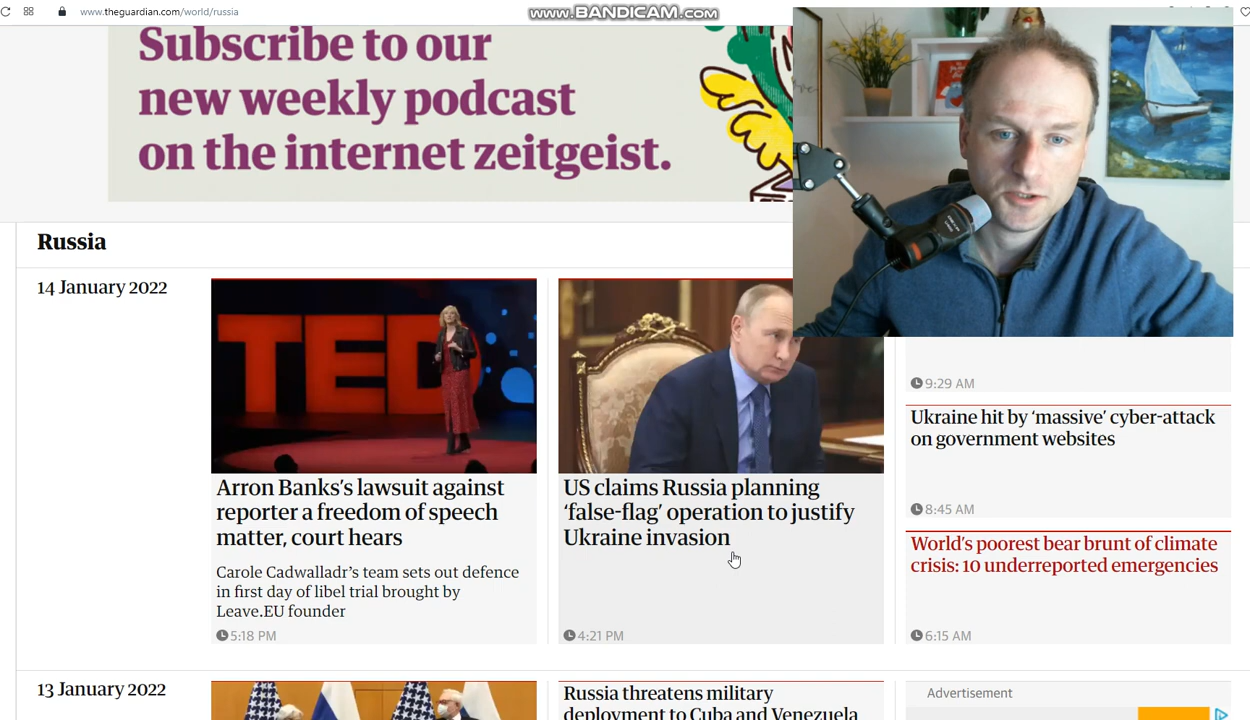 www.theguardian.com/world/russia
www.BANDICAM.com
Subscribe to our
new weekly podcast
on the internet zeitgeist.
Russia
14 January 2022
TED
Arron Banks’s lawsuit against
reporter a freedom of speech
matter, court hears
Carole Cadwalladr’s team sets out defence
in first day of libel trial brought by
Leave.EU founder
5:18 PM
US claims Russia planning
‘false-flag’ operation to justify
Ukraine invasion
4:21 PM
9:29 AM
Ukraine hit by ‘massive’ cyber-attack
on government websites
8:45 AM
World’s poorest bear brunt of climate
crisis: 10 underreported emergencies
6:15 AM
13 January 2022
Russia threatens military
deployment to Cuba and Venezuela
Advertisement